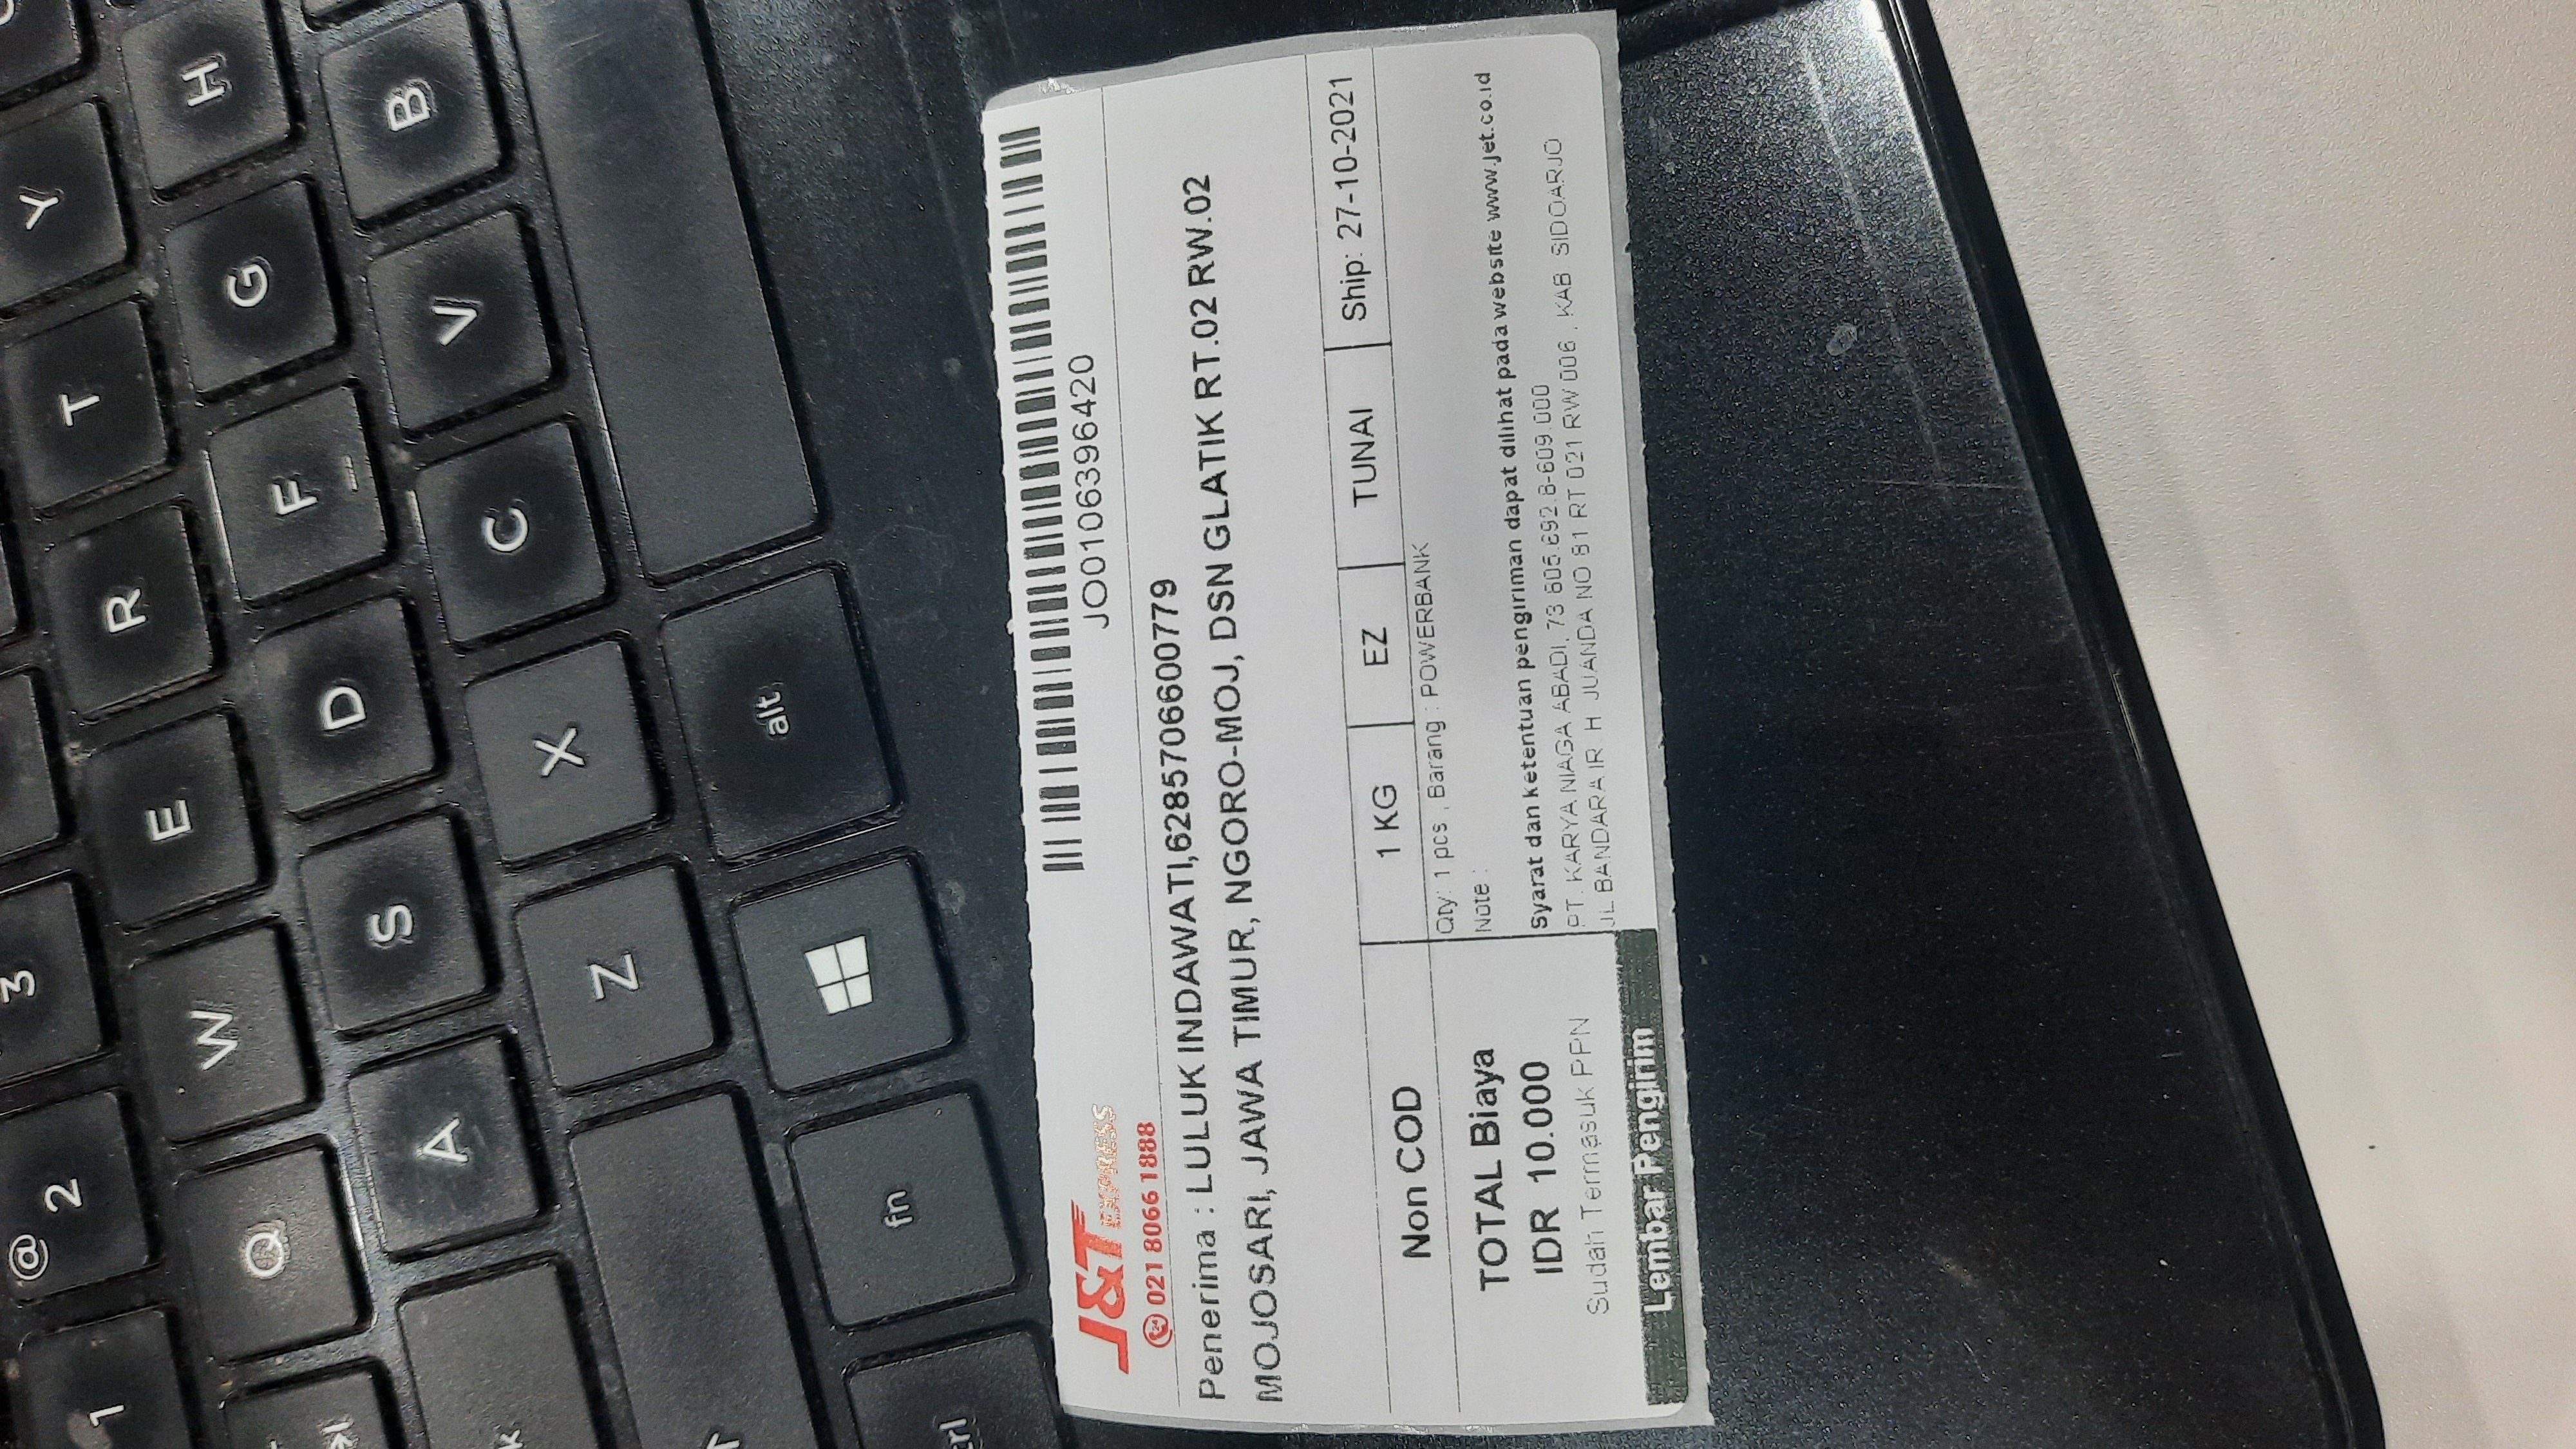 @
1 2 3
Q W E R T Y
A S D F G H
Z X C V B
fn alt
J&T EXPRESS
021 8066 1888
JO0106396420
Penerima : LULUK INDAWATI,6285706600779
MOJOSARI, JAWA TIMUR, NGORO-MOJ, DSN GLATIK RT.02 RW.02
Non COD
1 KG
EZ
TUNAI
Ship: 27-10-2021
TOTAL Biaya
IDR 10.000
Sudah Termasuk PPN
Lembar Pengirim
Qty: 1 pcs , Barang : POWERBANK
Note :
Syarat dan ketentuan pengiriman dapat dilihat pada website www.jet.co.id
PT. KARYA NIAGA ABADI, 73.605.692.8-609.000
JL BANDARA IR H JUANDA NO 81 RT 021 RW 006 , KAB. SIDOARJO